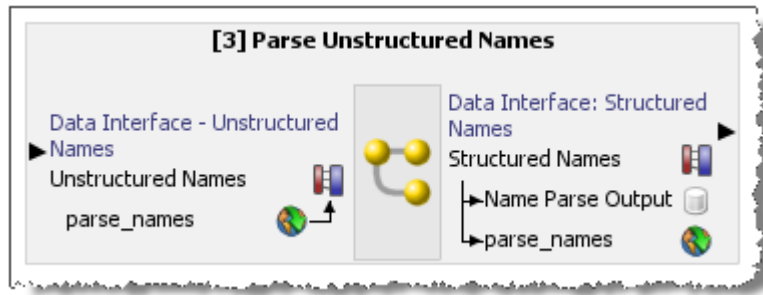 [3] Parse Unstructured Names
Data Interface - Unstructured
Names
Unstructured Names
parse_names
Data Interface: Structured
Names
Structured Names
Name Parse Output
parse_names